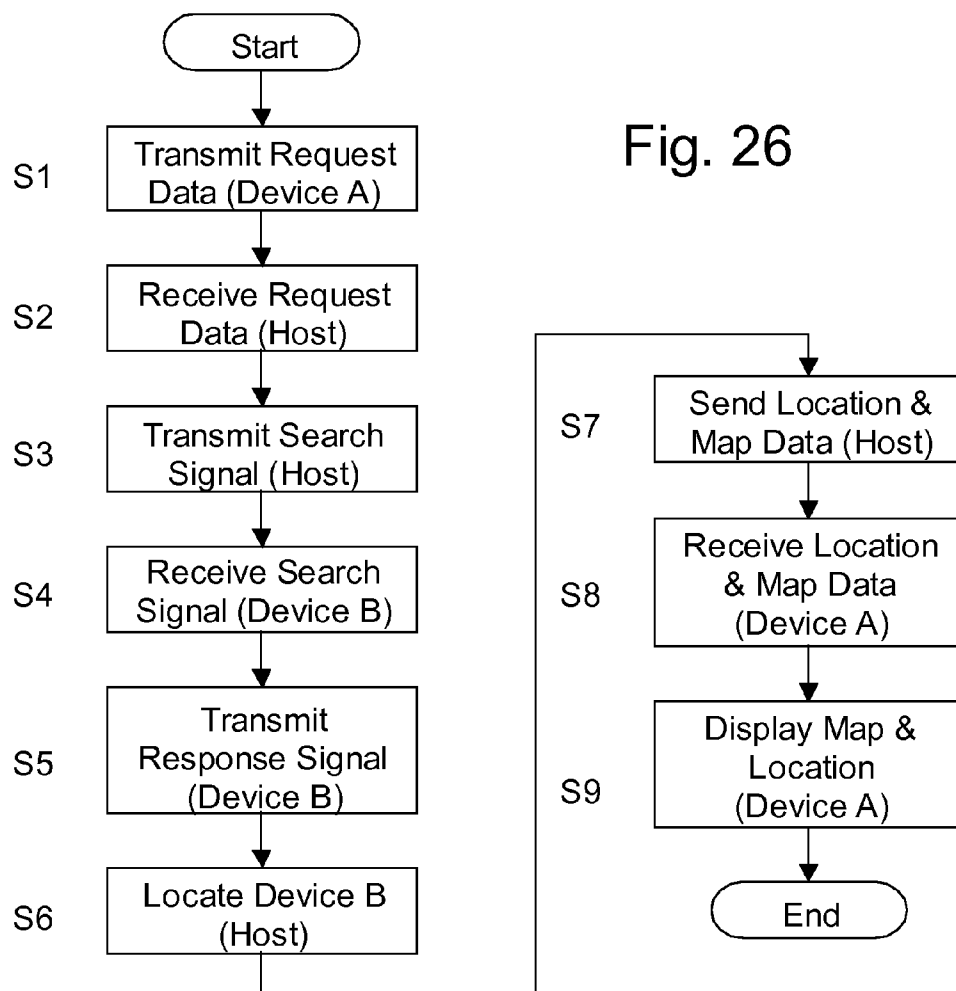 Start
Fig. 26
S1
Transmit Request
Data (Device A)
S2
Receive Request
Data (Host)
S3
Transmit Search
Signal (Host)
S4
Receive Search
Signal (Device B)
S5
Transmit
Response Signal
(Device B)
S6
Locate Device B
(Host)
S7
Send Location &
Map Data (Host)
S8
Receive Location
& Map Data
(Device A)
S9
Display Map &
Location
(Device A)
End